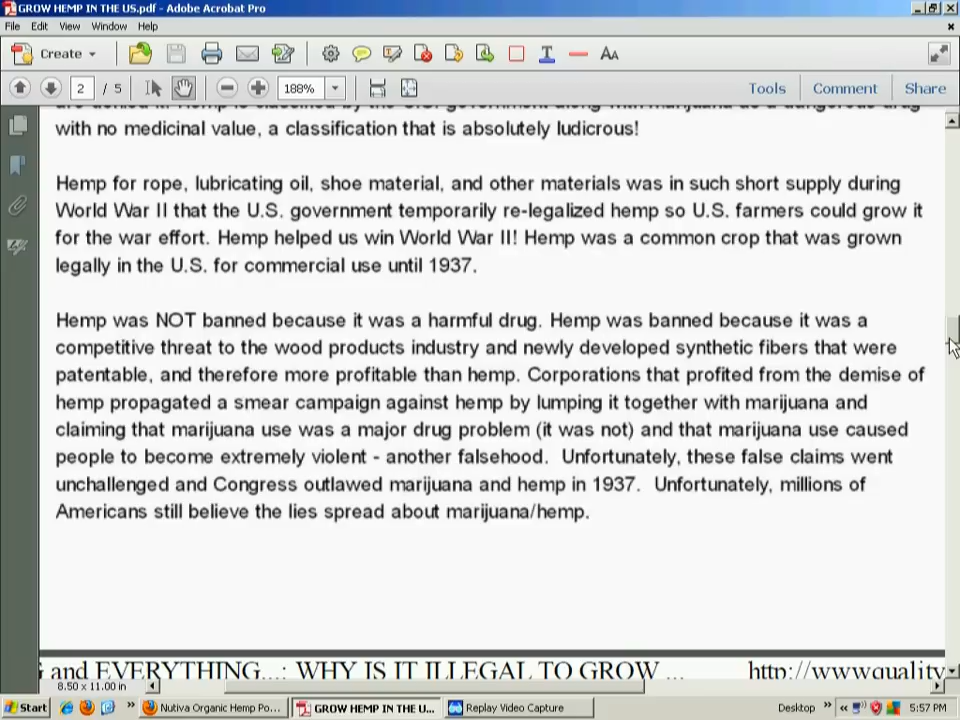 GROW HEMP IN THE US.pdf - Adobe Acrobat Pro
File Edit View Window Help
Create
2 / 5 188% Tools Comment Share
with no medicinal value, a classification that is absolutely ludicrous!
Hemp for rope, lubricating oil, shoe material, and other materials was in such short supply during
World War II that the U.S. government temporarily re-legalized hemp so U.S. farmers could grow it
for the war effort. Hemp helped us win World War II! Hemp was a common crop that was grown
legally in the U.S. for commercial use until 1937.
Hemp was NOT banned because it was a harmful drug. Hemp was banned because it was a
competitive threat to the wood products industry and newly developed synthetic fibers that were
patentable, and therefore more profitable than hemp. Corporations that profited from the demise of
hemp propagated a smear campaign against hemp by lumping it together with marijuana and
claiming that marijuana use was a major drug problem (it was not) and that marijuana use caused
people to become extremely violent - another falsehood. Unfortunately, these false claims went
unchallenged and Congress outlawed marijuana and hemp in 1937. Unfortunately, millions of
Americans still believe the lies spread about marijuana/hemp.
and EVERYTHING...: WHY IS IT ILLEGAL TO GROW ... http://wwwquality
8.50 x 11.00 in
Start » Nutiva Organic Hemp Po... GROW HEMP IN THE U... Replay Video Capture Desktop » « 5:57 PM